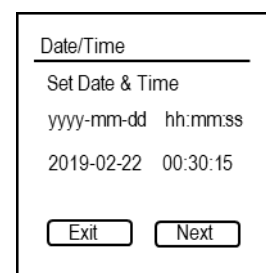 Date/Time
Set Date & Time
yyyy-mm-dd hh:mm:ss
2019-02-22 00:30:15
Exit Next